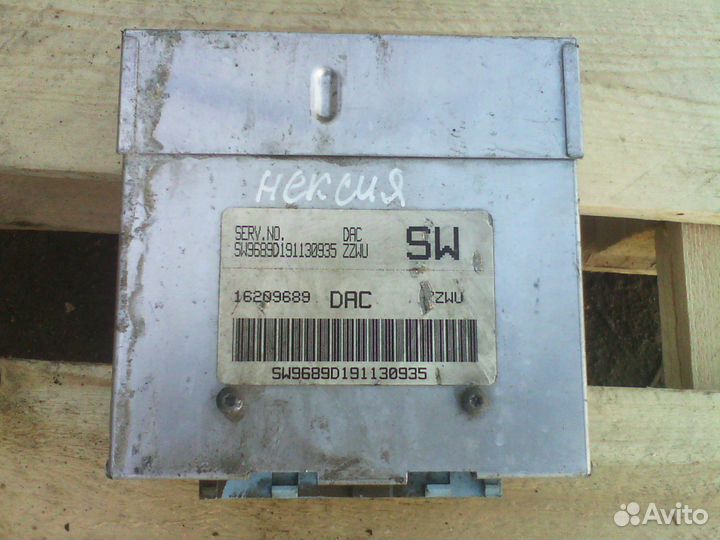 нексия
SERV.NO. DAC SW
SW9689D191130935 ZZWU
16209689 DAC ZZWU
SW9689D191130935
Avito